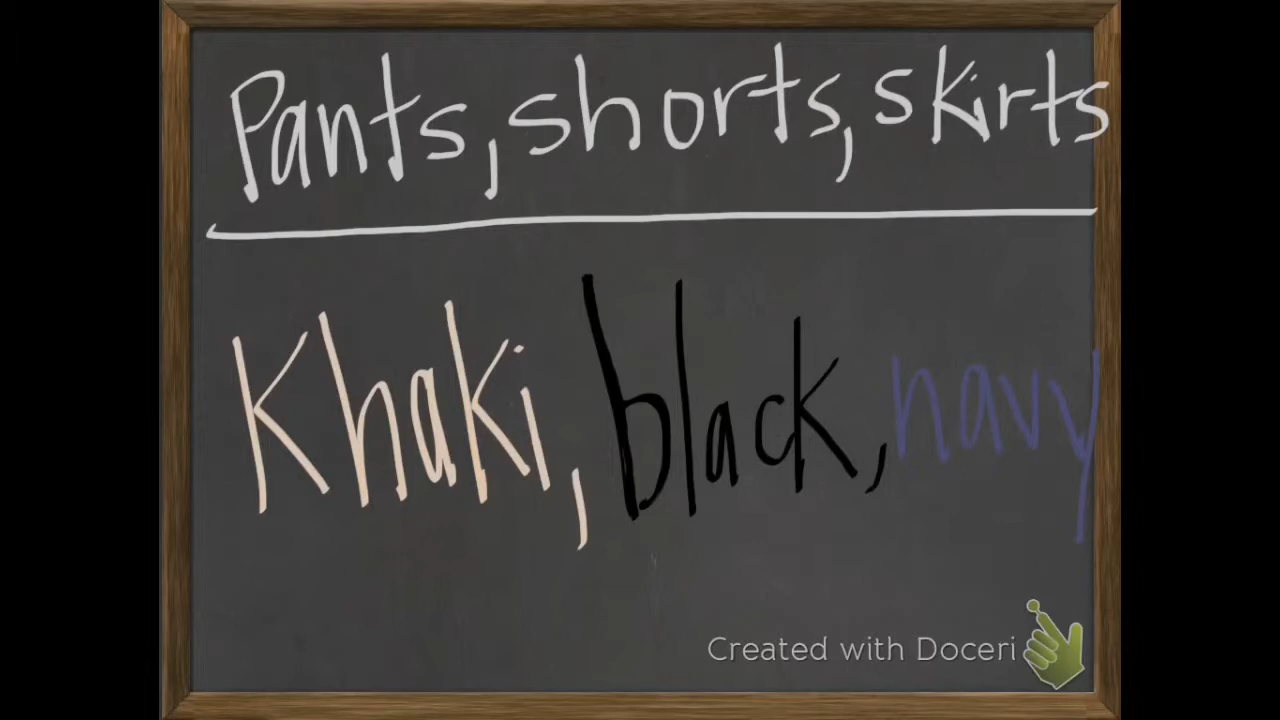 Pants, shorts, skirts
Khaki, black, navy
Created with Doceri